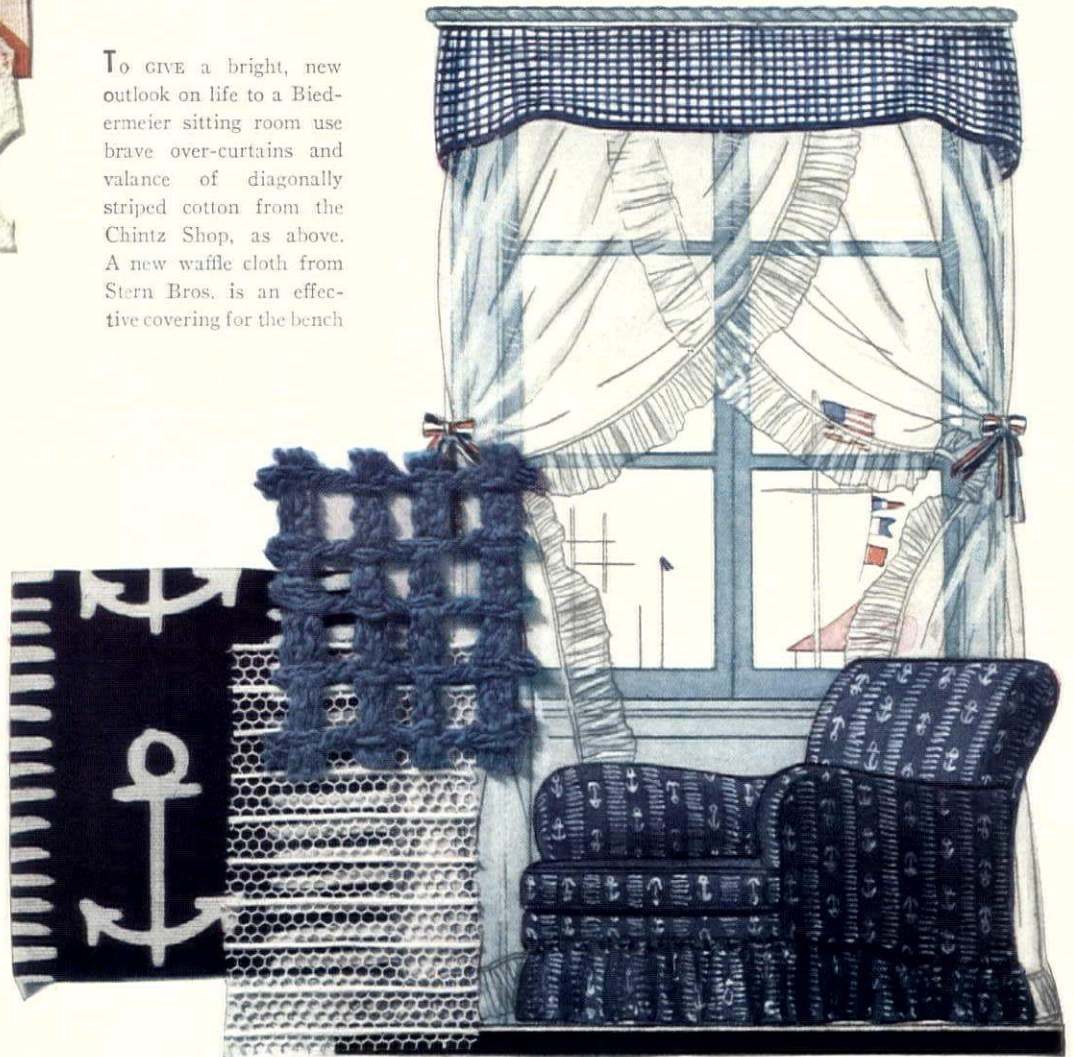 To GIVE a bright, new
outlook on life to a Bied-
ermeier sitting room use
brave over-curtains and
valance of diagonally
striped cotton from the
Chintz Shop, as above.
A new waffle cloth from
Stern Bros. is an effec-
tive covering for the bench